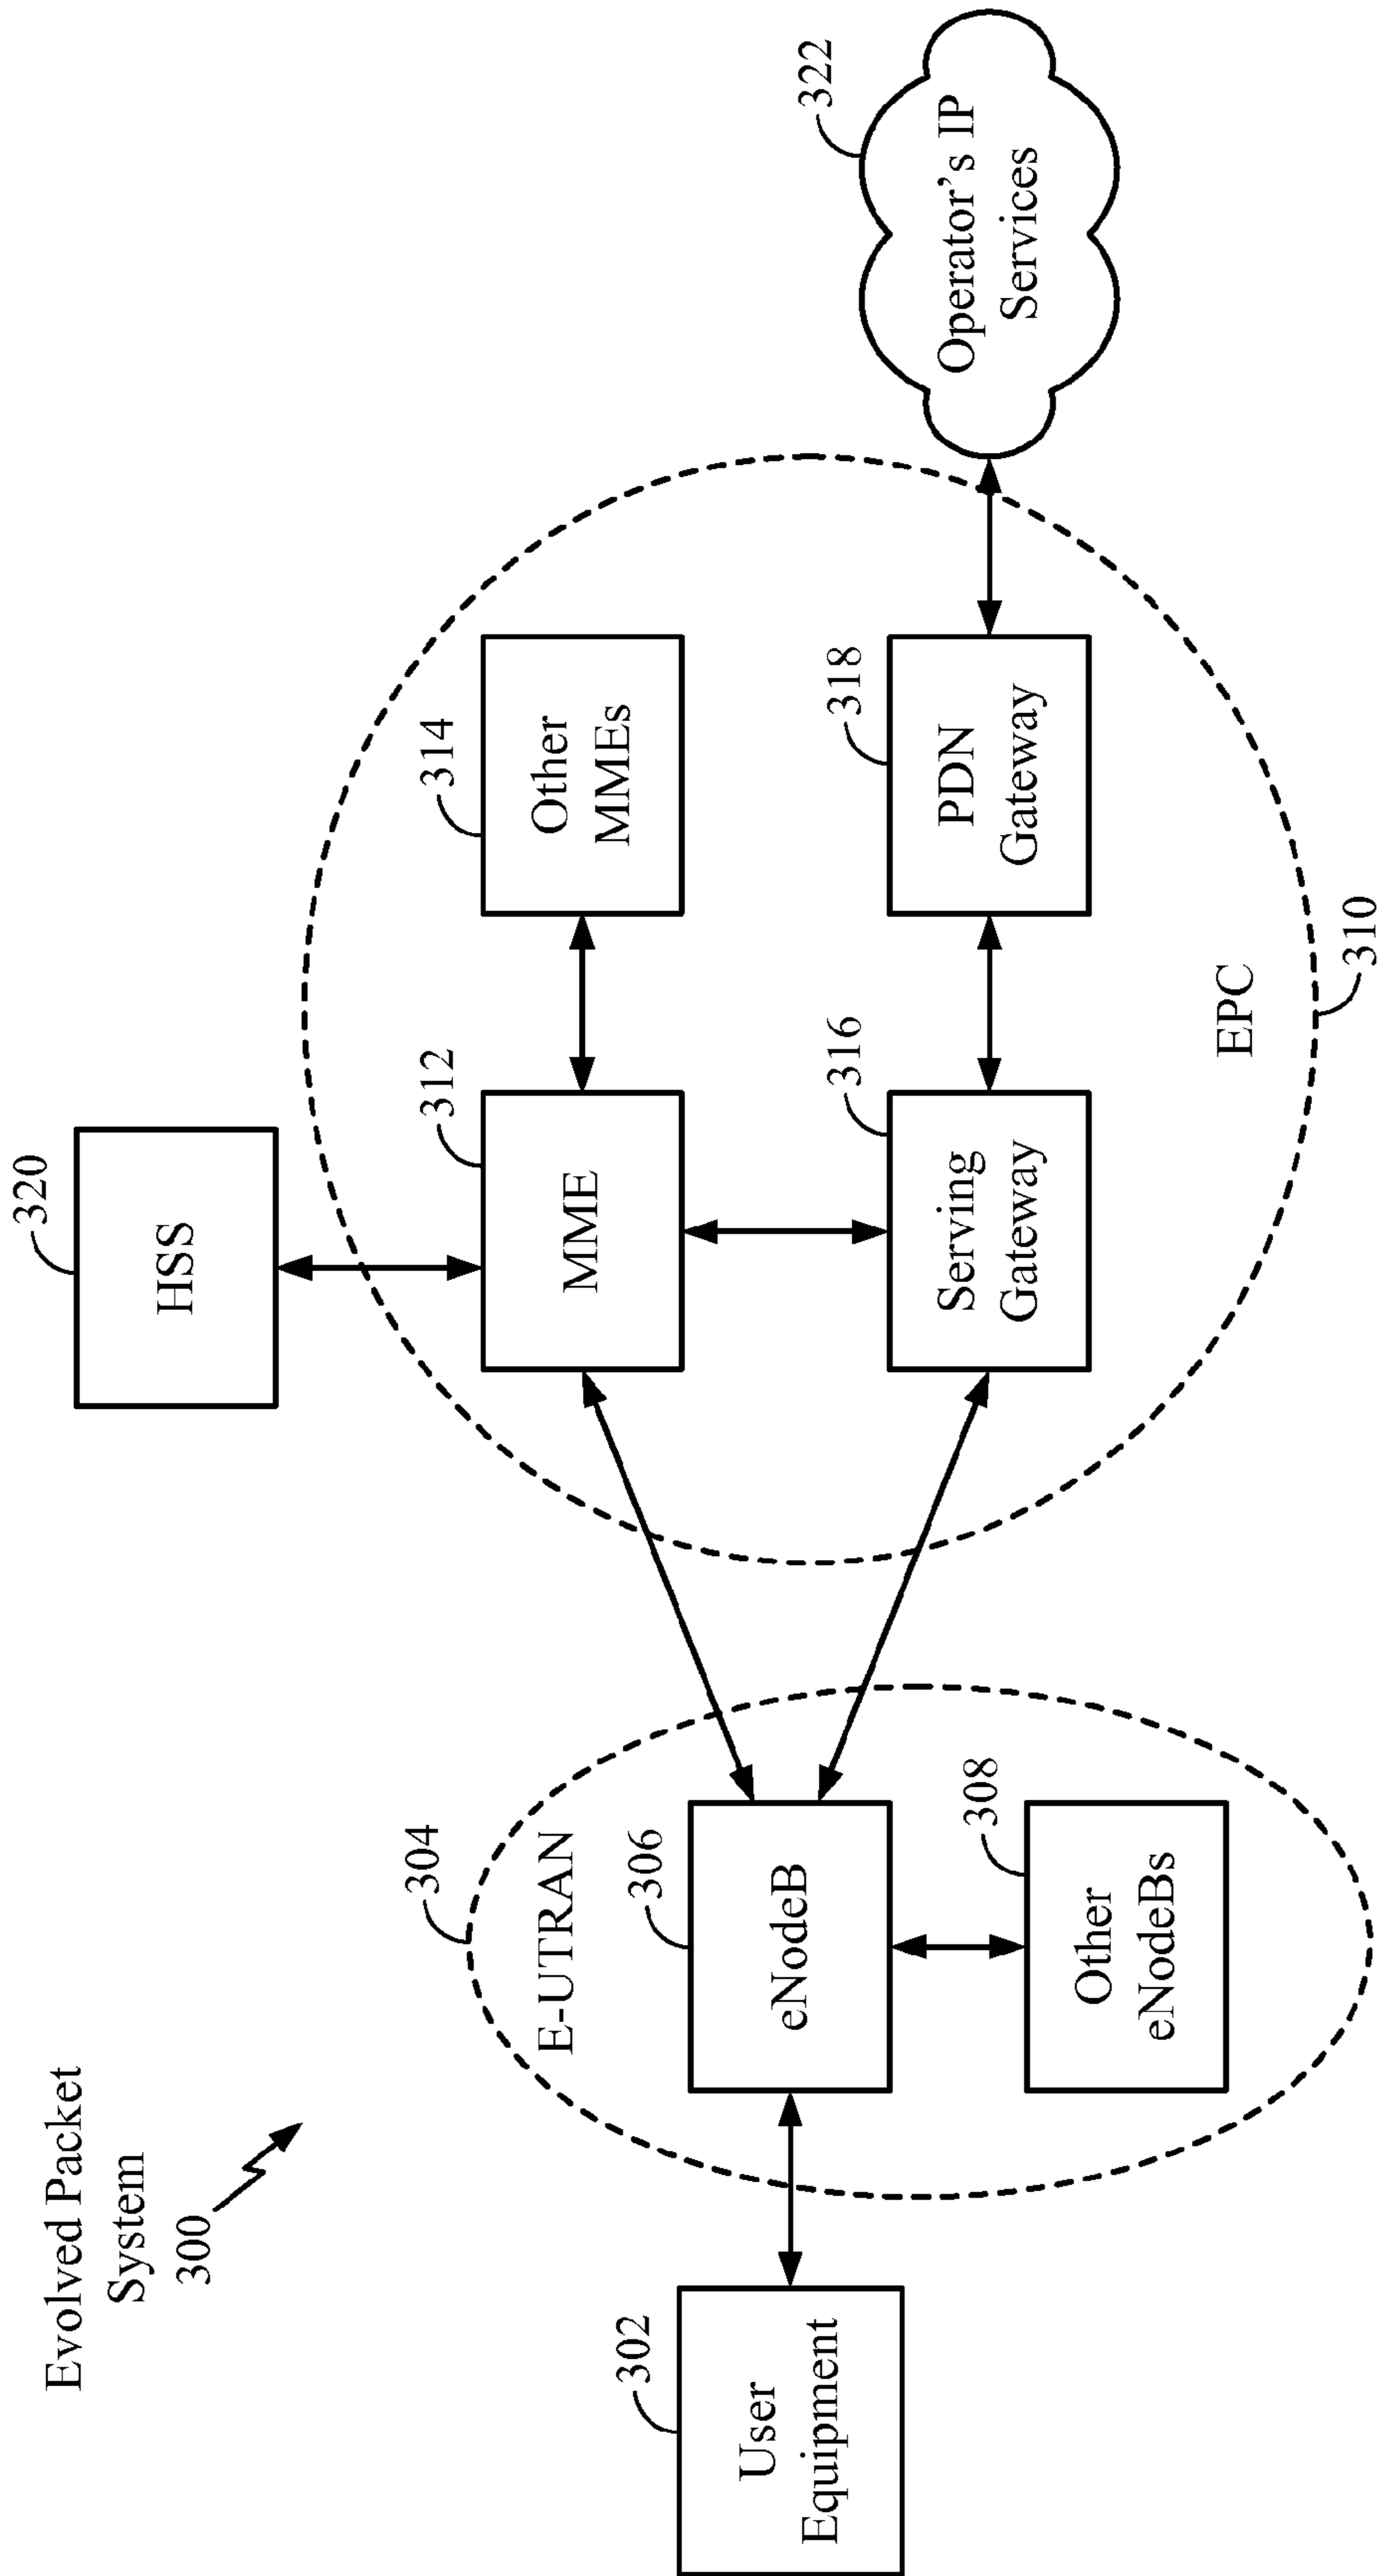 Evolved Packet
System
300
302
User
Equipment
304
E-UTRAN
306
eNodeB
308
Other
eNodeBs
320
HSS
312
MME
314
Other
MMEs
316
Serving
Gateway
318
PDN
Gateway
EPC
310
322
Operator's IP
Services